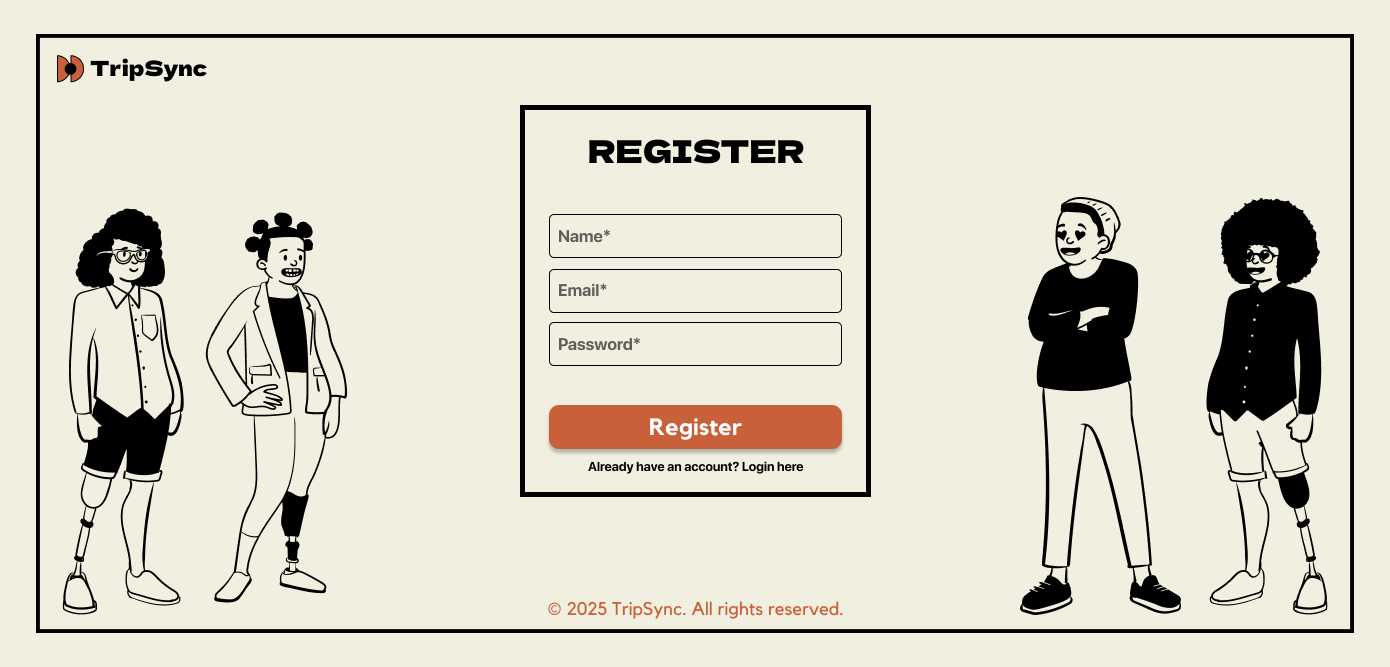 TripSync
REGISTER
Name*
Email*
Password*
Register
Already have an account? Login here
© 2025 TripSync. All rights reserved.